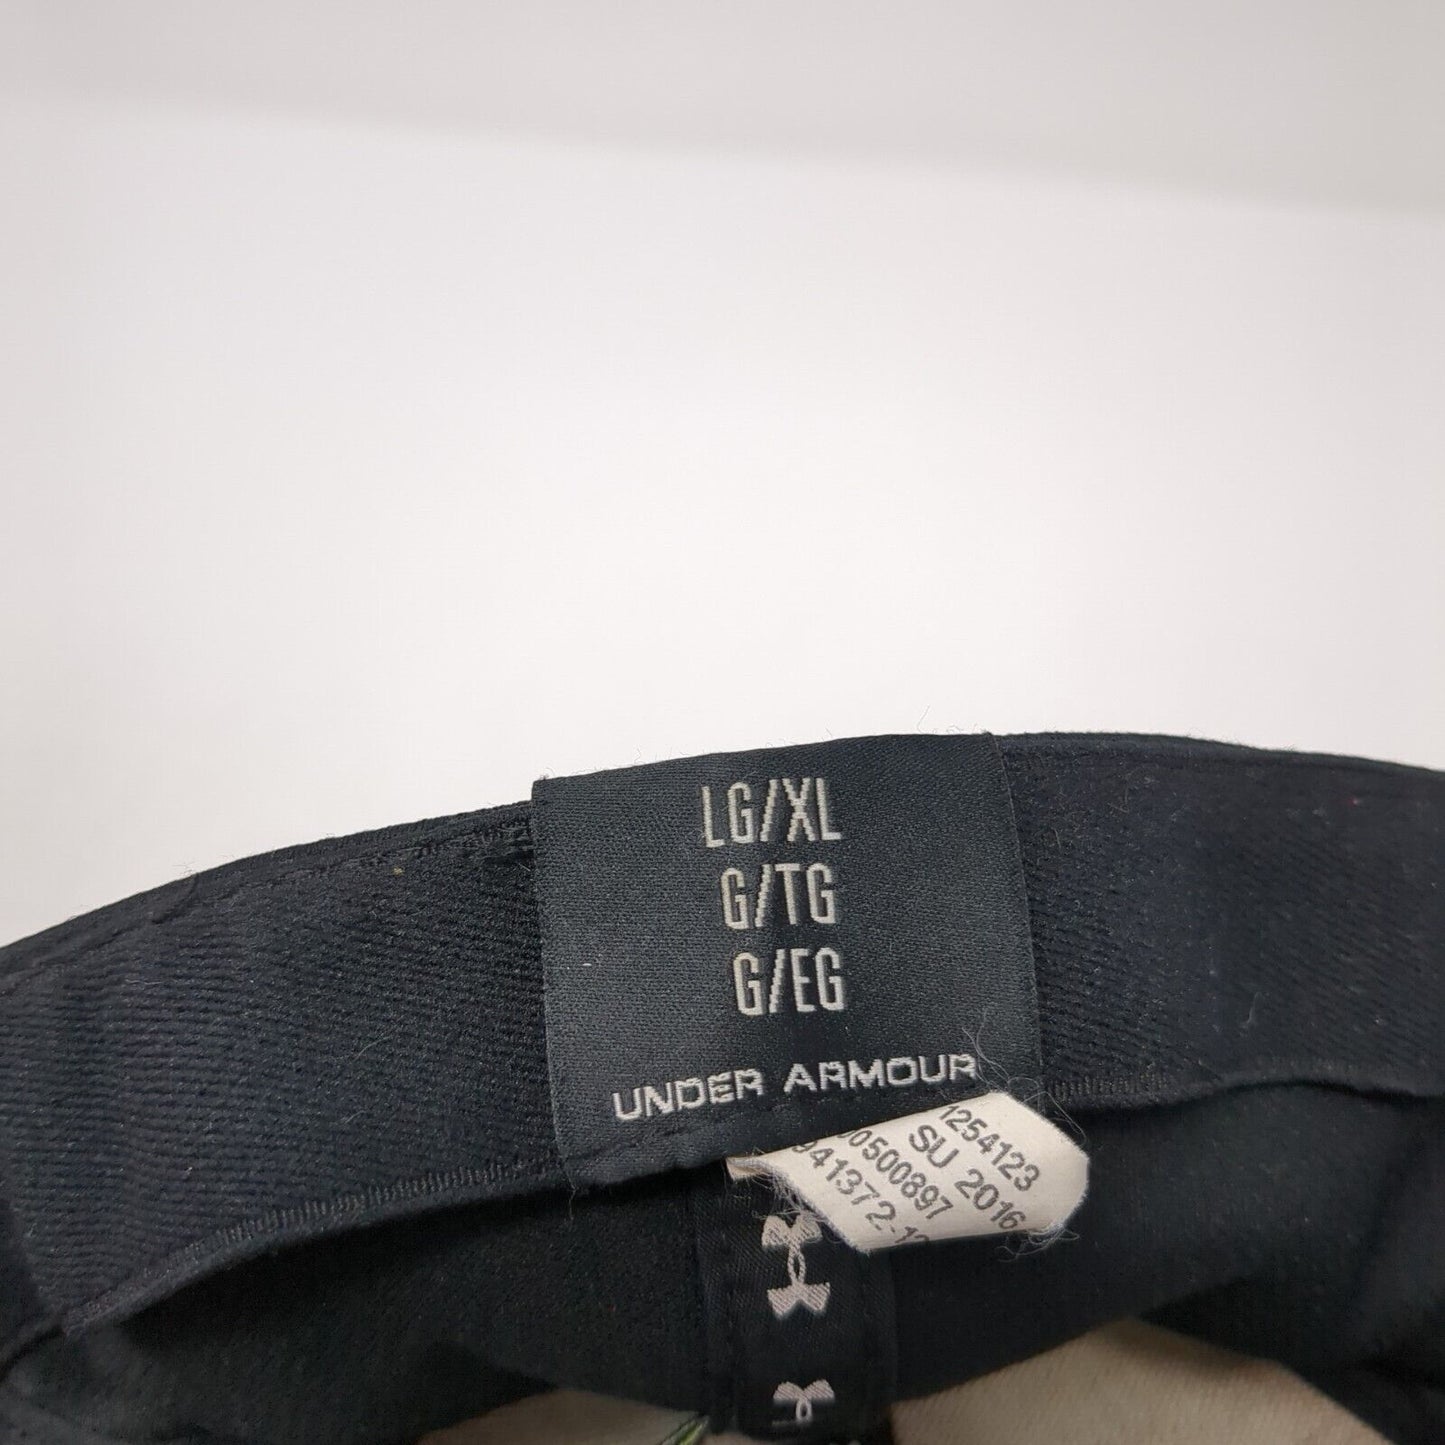 LG/XL
G/TG
G/EG
UNDER ARMOUR
1254123
SU 2016
00500897